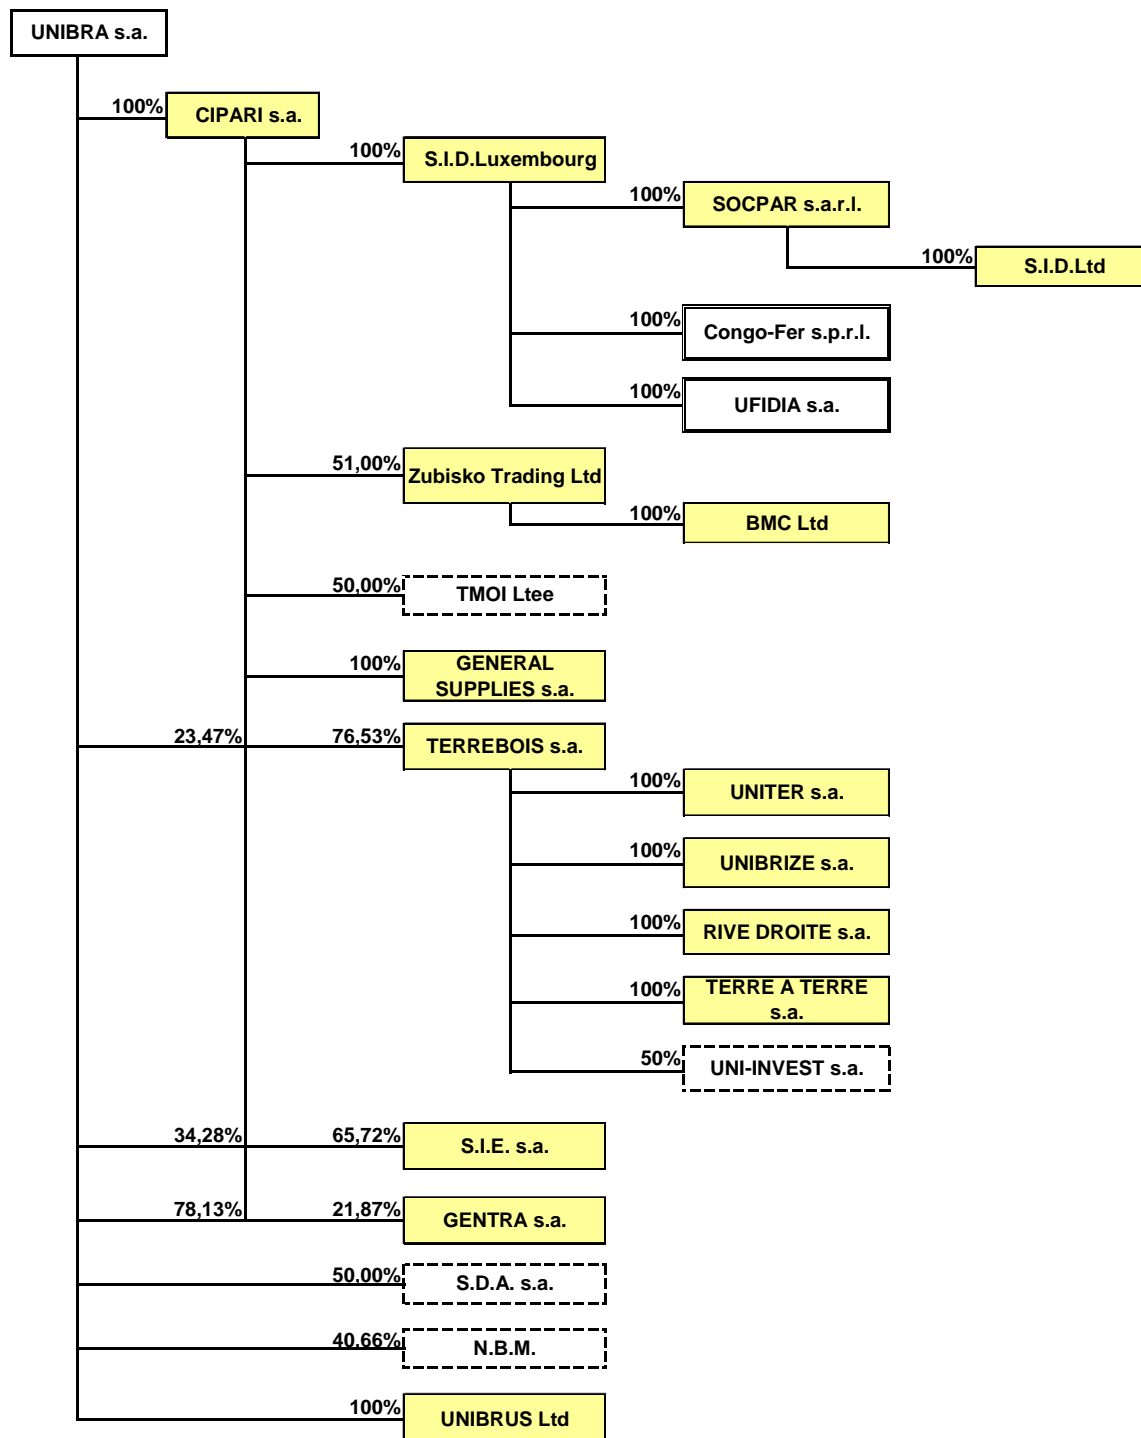 UNIBRA s.a.
100%
CIPARI s.a.
100%
S.I.D.Luxembourg
100%
SOCPAR s.a.r.l.
100%
S.I.D.Ltd
100%
Congo-Fer s.p.r.l.
100%
UFIDIA s.a.
51,00%
Zubisko Trading Ltd
100%
BMC Ltd
50,00%
TMOI Ltee
100%
GENERAL
SUPPLIES s.a.
23,47%
76,53%
TERREBOIS s.a.
100%
UNITER s.a.
100%
UNIBRIZE s.a.
100%
RIVE DROITE s.a.
100%
TERRE A TERRE
s.a.
50%
UNI-INVEST s.a.
34,28%
65,72%
S.I.E. s.a.
78,13%
21,87%
GENTRA s.a.
50,00%
S.D.A. s.a.
40,66%
N.B.M.
100%
UNIBRUS Ltd